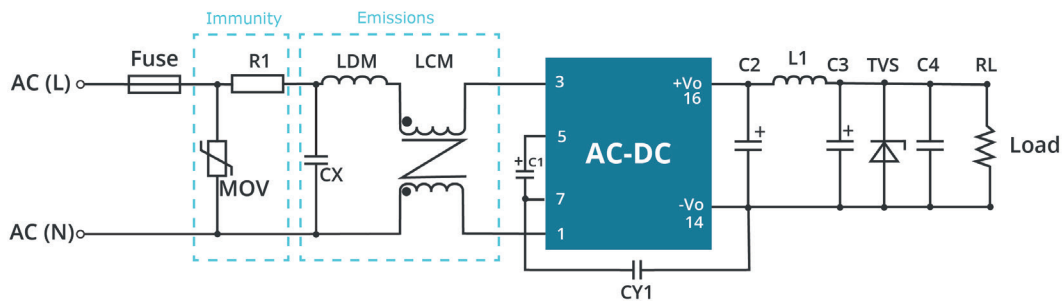 Immunity
Emissions
Fuse
R1
LDM
LCM
C2
L1
C3
TVS
C4
RL
AC (L)
3
+Vo
16
5
+
+
+
AC-DC
C1
Load
MOV
CX
7
-Vo
14
AC (N)
1
CY1